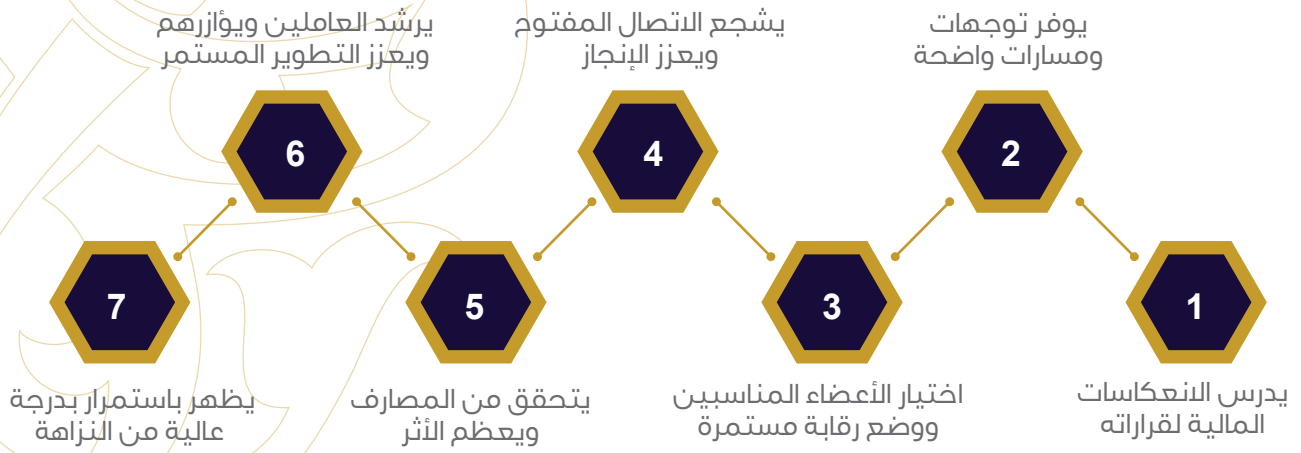 1
يدرس الانعكاسات
المالية لقراراته
2
يوفر توجهات
ومسارات واضحة
3
اختيار الأعضاء المناسبين
ووضع رقابة مستمرة
4
يشجع الاتصال المفتوح
ويعزز الإنجاز
5
يتحقق من المصارف
ويعظم الأثر
6
يرشد العاملين ويؤازرهم
ويعزز التطوير المستمر
7
يظهر باستمرار بدرجة
عالية من النزاهة